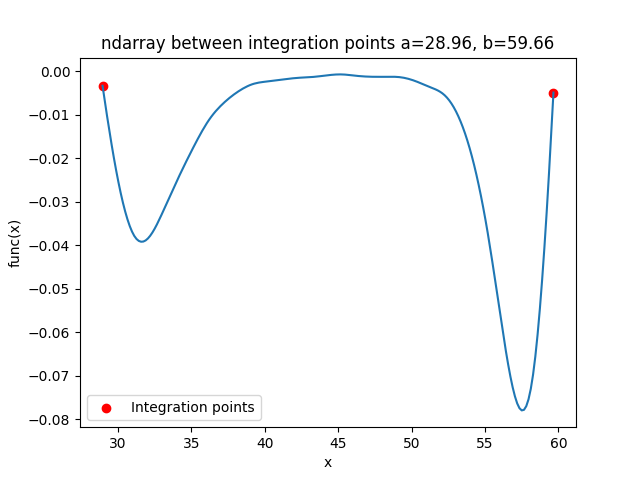 ndarray between integration points a=28.96, b=59.66
0.00
−0.01
−0.02
−0.03
−0.04
−0.05
−0.06
−0.07
−0.08
func(x)
Integration points
30 35 40 45 50 55 60
x